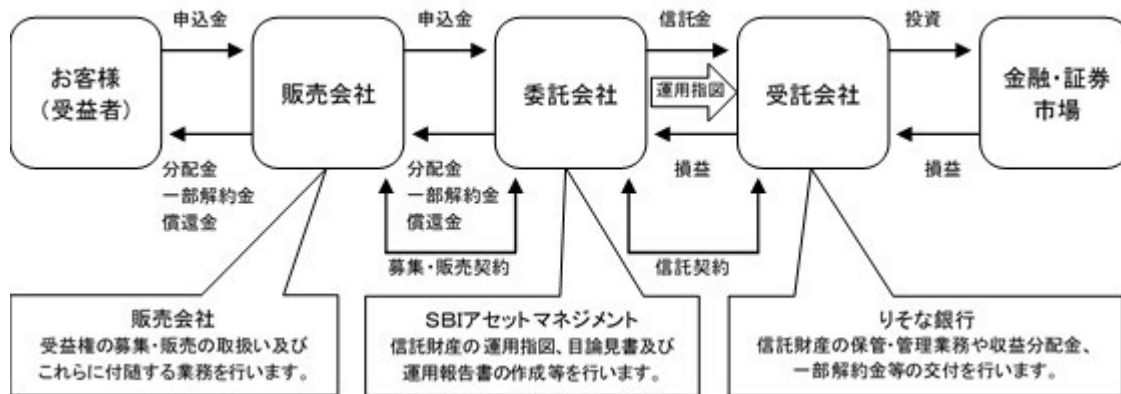 申込金
申込金
信託金
投資
お客様
（受益者）
販売会社
委託会社
運用指図
受託会社
金融・証券
市場
分配金
一部解約金
償還金
分配金
一部解約金
償還金
損益
損益
募集・販売契約
信託契約
販売会社
受益権の募集・販売の取扱い及び
これらに付随する業務を行います。
SBIアセットマネジメント
信託財産の運用指図、目論見書及び
運用報告書の作成等を行います。
りそな銀行
信託財産の保管・管理業務や収益分配金、
一部解約金等の交付を行います。